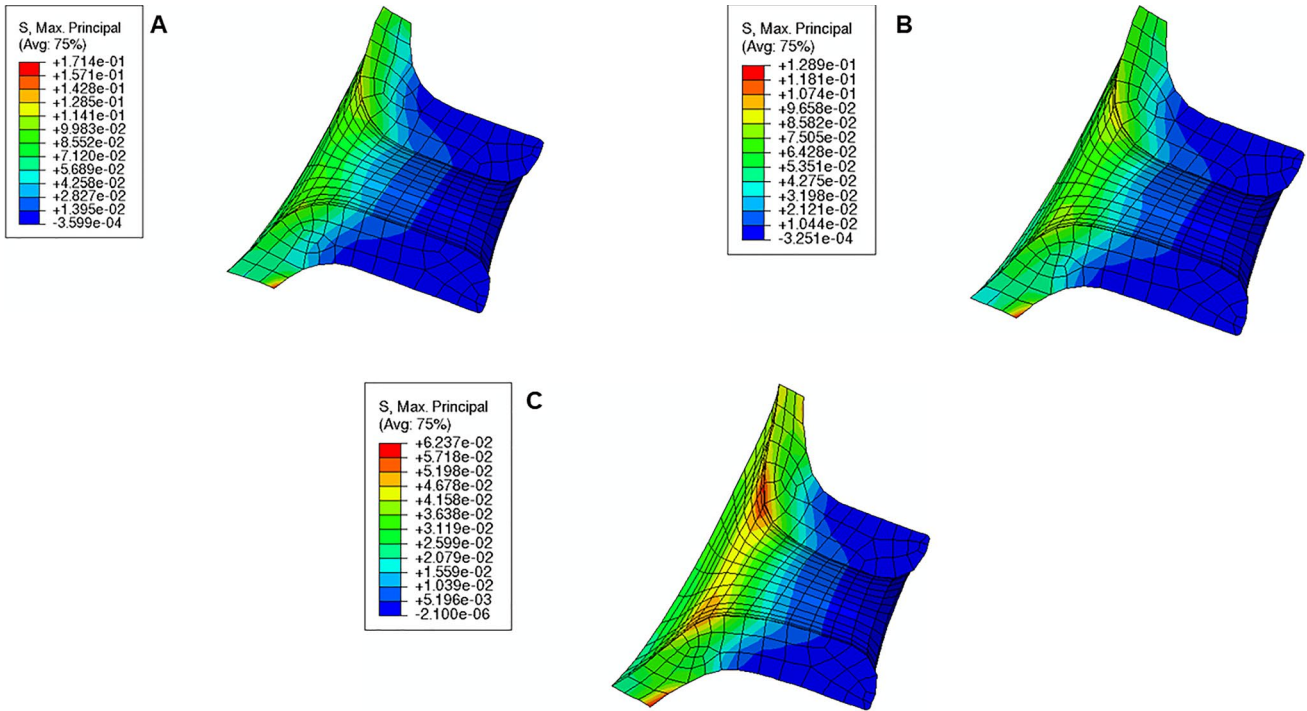 A
S, Max. Principal
(Avg: 75%)
+1.714e-01
+1.571e-01
+1.428e-01
+1.285e-01
+1.141e-01
+9.983e-02
+8.552e-02
+7.120e-02
+5.689e-02
+4.258e-02
+2.827e-02
+1.395e-02
-3.599e-04
B
S, Max. Principal
(Avg: 75%)
+1.289e-01
+1.181e-01
+1.074e-01
+9.658e-02
+8.582e-02
+7.505e-02
+6.428e-02
+5.351e-02
+4.275e-02
+3.198e-02
+2.121e-02
+1.044e-02
-3.251e-04
C
S, Max. Principal
(Avg: 75%)
+6.237e-02
+5.718e-02
+5.198e-02
+4.678e-02
+4.158e-02
+3.638e-02
+3.119e-02
+2.599e-02
+2.079e-02
+1.559e-02
+1.039e-02
+5.196e-03
-2.100e-06